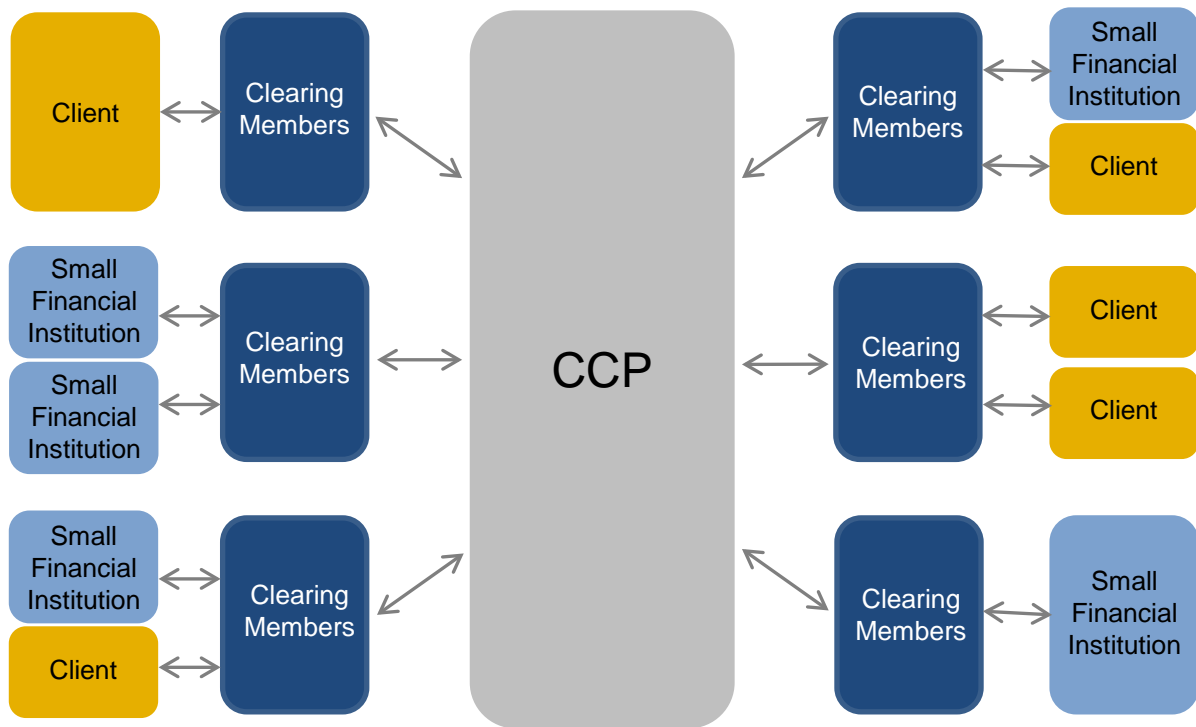 Client
Clearing
Members
Small
Financial
Institution
Small
Financial
Institution
Clearing
Members
Small
Financial
Institution
Client
Clearing
Members
CCP
Clearing
Members
Small
Financial
Institution
Client
Clearing
Members
Client
Client
Clearing
Members
Small
Financial
Institution